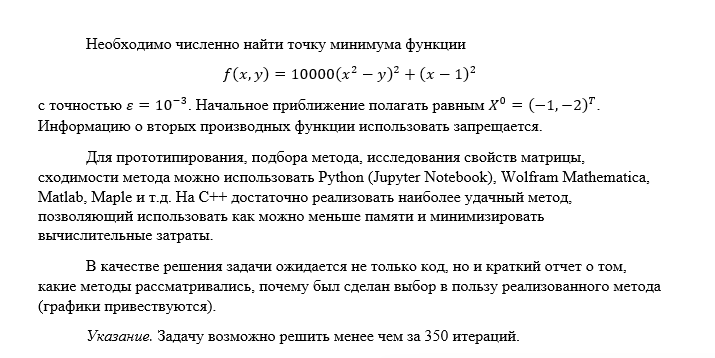 Необходимо численно найти точку минимума функции
f(x, y) = 10000(x² − y)² + (x − 1)²
с точностью ε = 10⁻³. Начальное приближение полагать равным X⁰ = (−1, −2)ᵀ.
Информацию о вторых производных функции использовать запрещается.
Для прототипирования, подбора метода, исследования свойств матрицы,
сходимости метода можно использовать Python (Jupyter Notebook), Wolfram Mathematica,
Matlab, Maple и т.д. На C++ достаточно реализовать наиболее удачный метод,
позволяющий использовать как можно меньше памяти и минимизировать
вычислительные затраты.
В качестве решения задачи ожидается не только код, но и краткий отчет о том,
какие методы рассматривались, почему был сделан выбор в пользу реализованного метода
(графики привествуются).
Указание. Задачу возможно решить менее чем за 350 итераций.